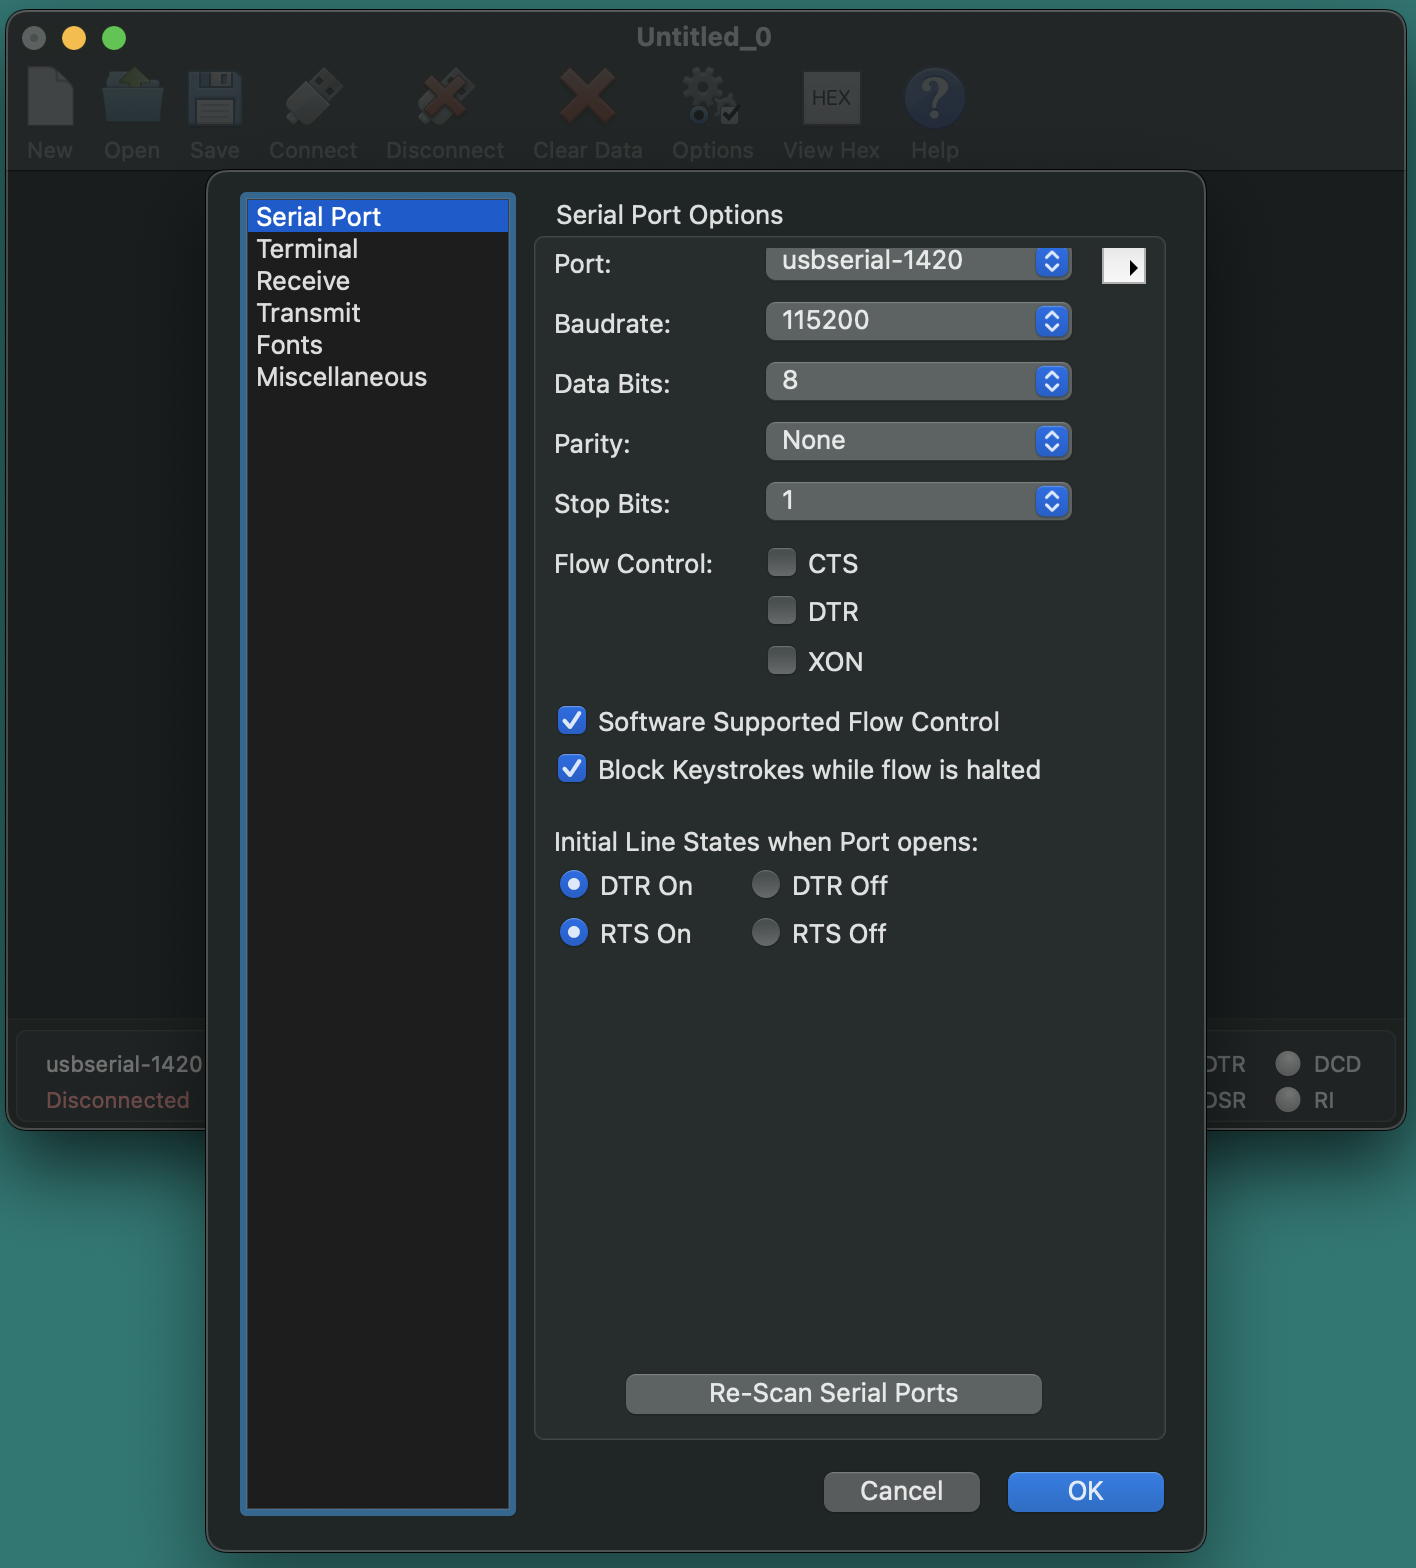 Untitled_0
New Open Save Connect Disconnect Clear Data Options HEX View Hex ? Help
Serial Port
Terminal
Receive
Transmit
Fonts
Miscellaneous
Serial Port Options
Port: usbserial-1420
Baudrate: 115200
Data Bits: 8
Parity: None
Stop Bits: 1
Flow Control: CTS
DTR
XON
Software Supported Flow Control
Block Keystrokes while flow is halted
Initial Line States when Port opens:
DTR On DTR Off
RTS On RTS Off
usbserial-1420 DTR DCD
Disconnected DSR RI
Re-Scan Serial Ports
Cancel OK